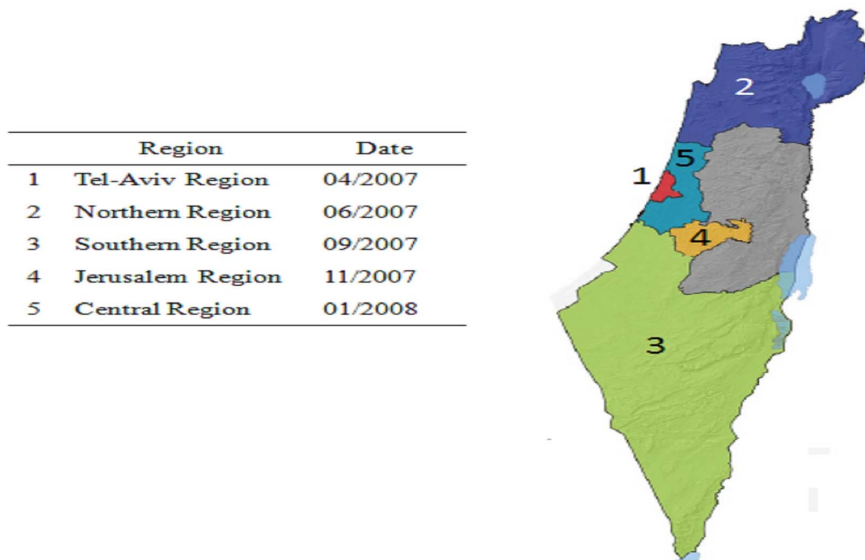 Region Date
1 Tel-Aviv Region 04/2007
2 Northern Region 06/2007
3 Southern Region 09/2007
4 Jerusalem Region 11/2007
5 Central Region 01/2008
2
5
1
4
3